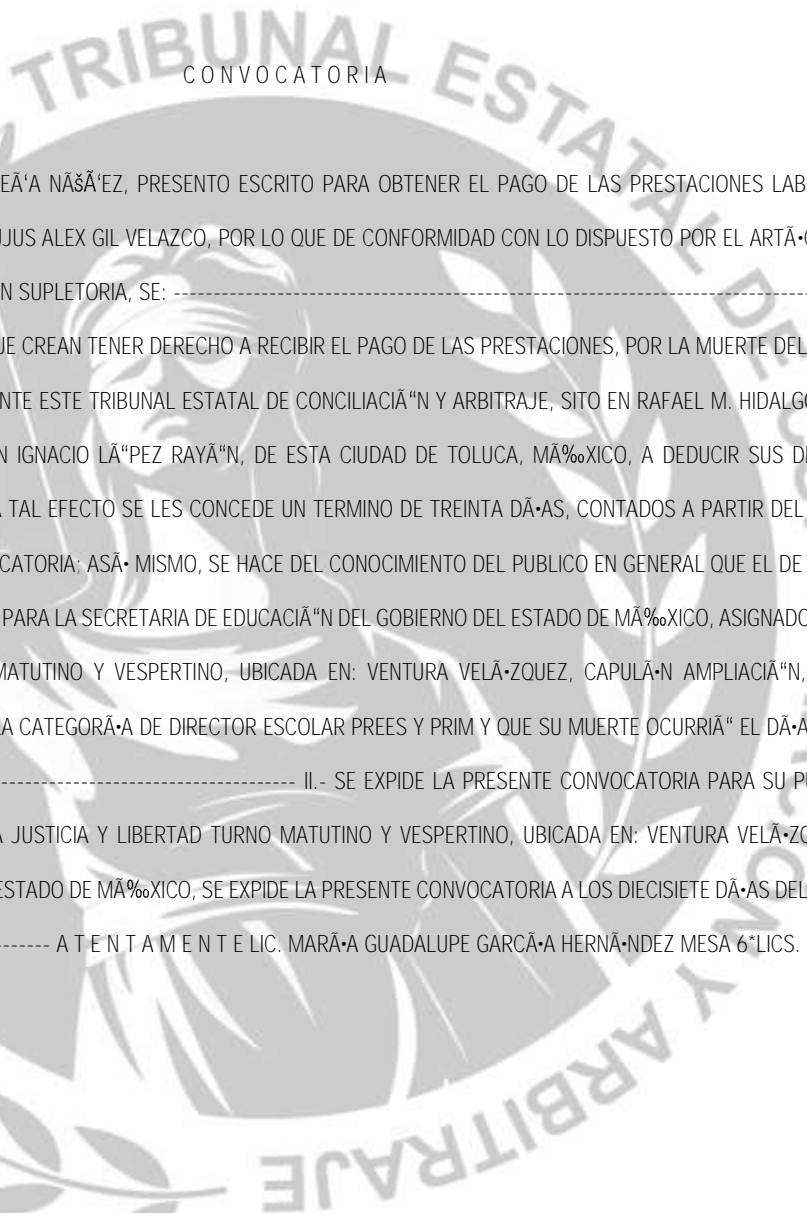 TRIBUNAL ESTATAL DE CONCILIACION Y ARBITRAJE
C O N V O C A T O R I A
EÃ‘A NÃšÃ‘EZ, PRESENTO ESCRITO PARA OBTENER EL PAGO DE LAS PRESTACIONES LAB
UJUS ALEX GIL VELAZCO, POR LO QUE DE CONFORMIDAD CON LO DISPUESTO POR EL ARTÃ•
N SUPLETORIA, SE: --------------------------------------------------------------------------------
UE CREAN TENER DERECHO A RECIBIR EL PAGO DE LAS PRESTACIONES, POR LA MUERTE DEL
NTE ESTE TRIBUNAL ESTATAL DE CONCILIACIÃ“N Y ARBITRAJE, SITO EN RAFAEL M. HIDALGO
N IGNACIO LÃ“PEZ RAYÃ“N, DE ESTA CIUDAD DE TOLUCA, MÃ‰XICO, A DEDUCIR SUS D
A TAL EFECTO SE LES CONCEDE UN TERMINO DE TREINTA DÃ•AS, CONTADOS A PARTIR DEL
CATORIA; ASÃ• MISMO, SE HACE DEL CONOCIMIENTO DEL PUBLICO EN GENERAL QUE EL DE
PARA LA SECRETARIA DE EDUCACIÃ“N DEL GOBIERNO DEL ESTADO DE MÃ‰XICO, ASIGNADO
MATUTINO Y VESPERTINO, UBICADA EN: VENTURA VELÃ•ZQUEZ, CAPULÃ•N AMPLIACIÃ“N,
LA CATEGORÃ•A DE DIRECTOR ESCOLAR PREES Y PRIM Y QUE SU MUERTE OCURRIÃ“ EL DÃ•A
------------------------------------- II.- SE EXPIDE LA PRESENTE CONVOCATORIA PARA SU P
A JUSTICIA Y LIBERTAD TURNO MATUTINO Y VESPERTINO, UBICADA EN: VENTURA VELÃ•ZQ
ESTADO DE MÃ‰XICO, SE EXPIDE LA PRESENTE CONVOCATORIA A LOS DIECISIETE DÃ•AS DEL
------- A T E N T A M E N T E LIC. MARÃ•A GUADALUPE GARCÃ•A HERNÃ•NDEZ MESA 6*LICS.